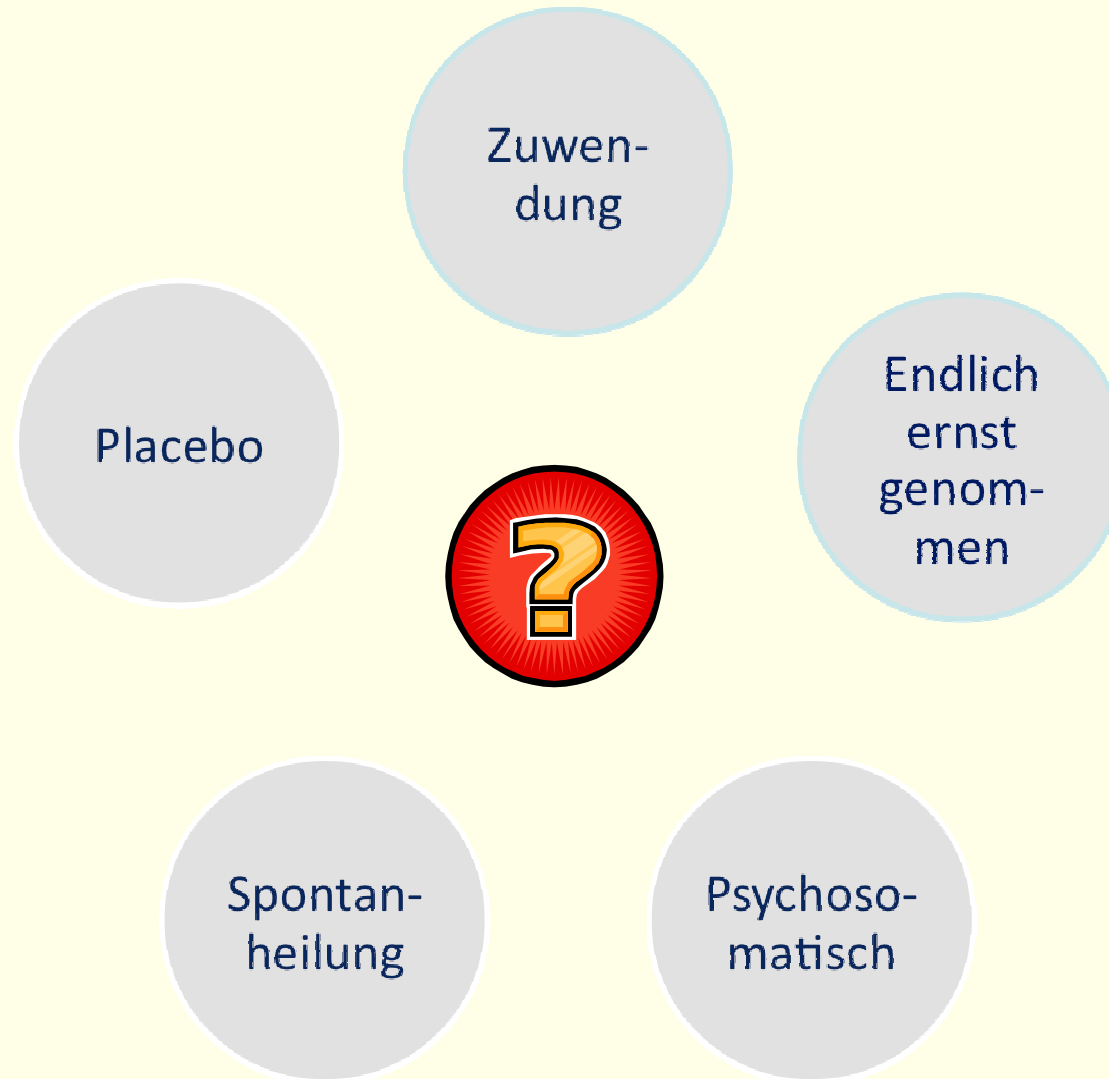 Zuwen-
dung
Endlich
ernst
genom-
men
Placebo
?
Spontan-
heilung
Psychoso-
matisch